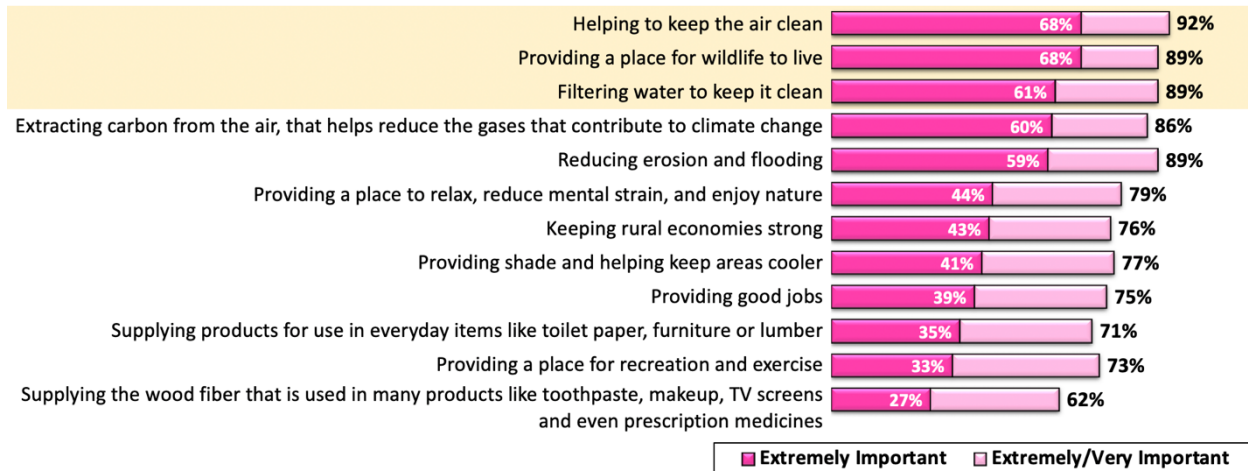 Helping to keep the air clean 68% 92%
Providing a place for wildlife to live 68% 89%
Filtering water to keep it clean 61% 89%
Extracting carbon from the air, that helps reduce the gases that contribute to climate change 60% 86%
Reducing erosion and flooding 59% 89%
Providing a place to relax, reduce mental strain, and enjoy nature 44% 79%
Keeping rural economies strong 43% 76%
Providing shade and helping keep areas cooler 41% 77%
Providing good jobs 39% 75%
Supplying products for use in everyday items like toilet paper, furniture or lumber 35% 71%
Providing a place for recreation and exercise 33% 73%
Supplying the wood fiber that is used in many products like toothpaste, makeup, TV screens 27% 62%
and even prescription medicines
Extremely Important Extremely/Very Important